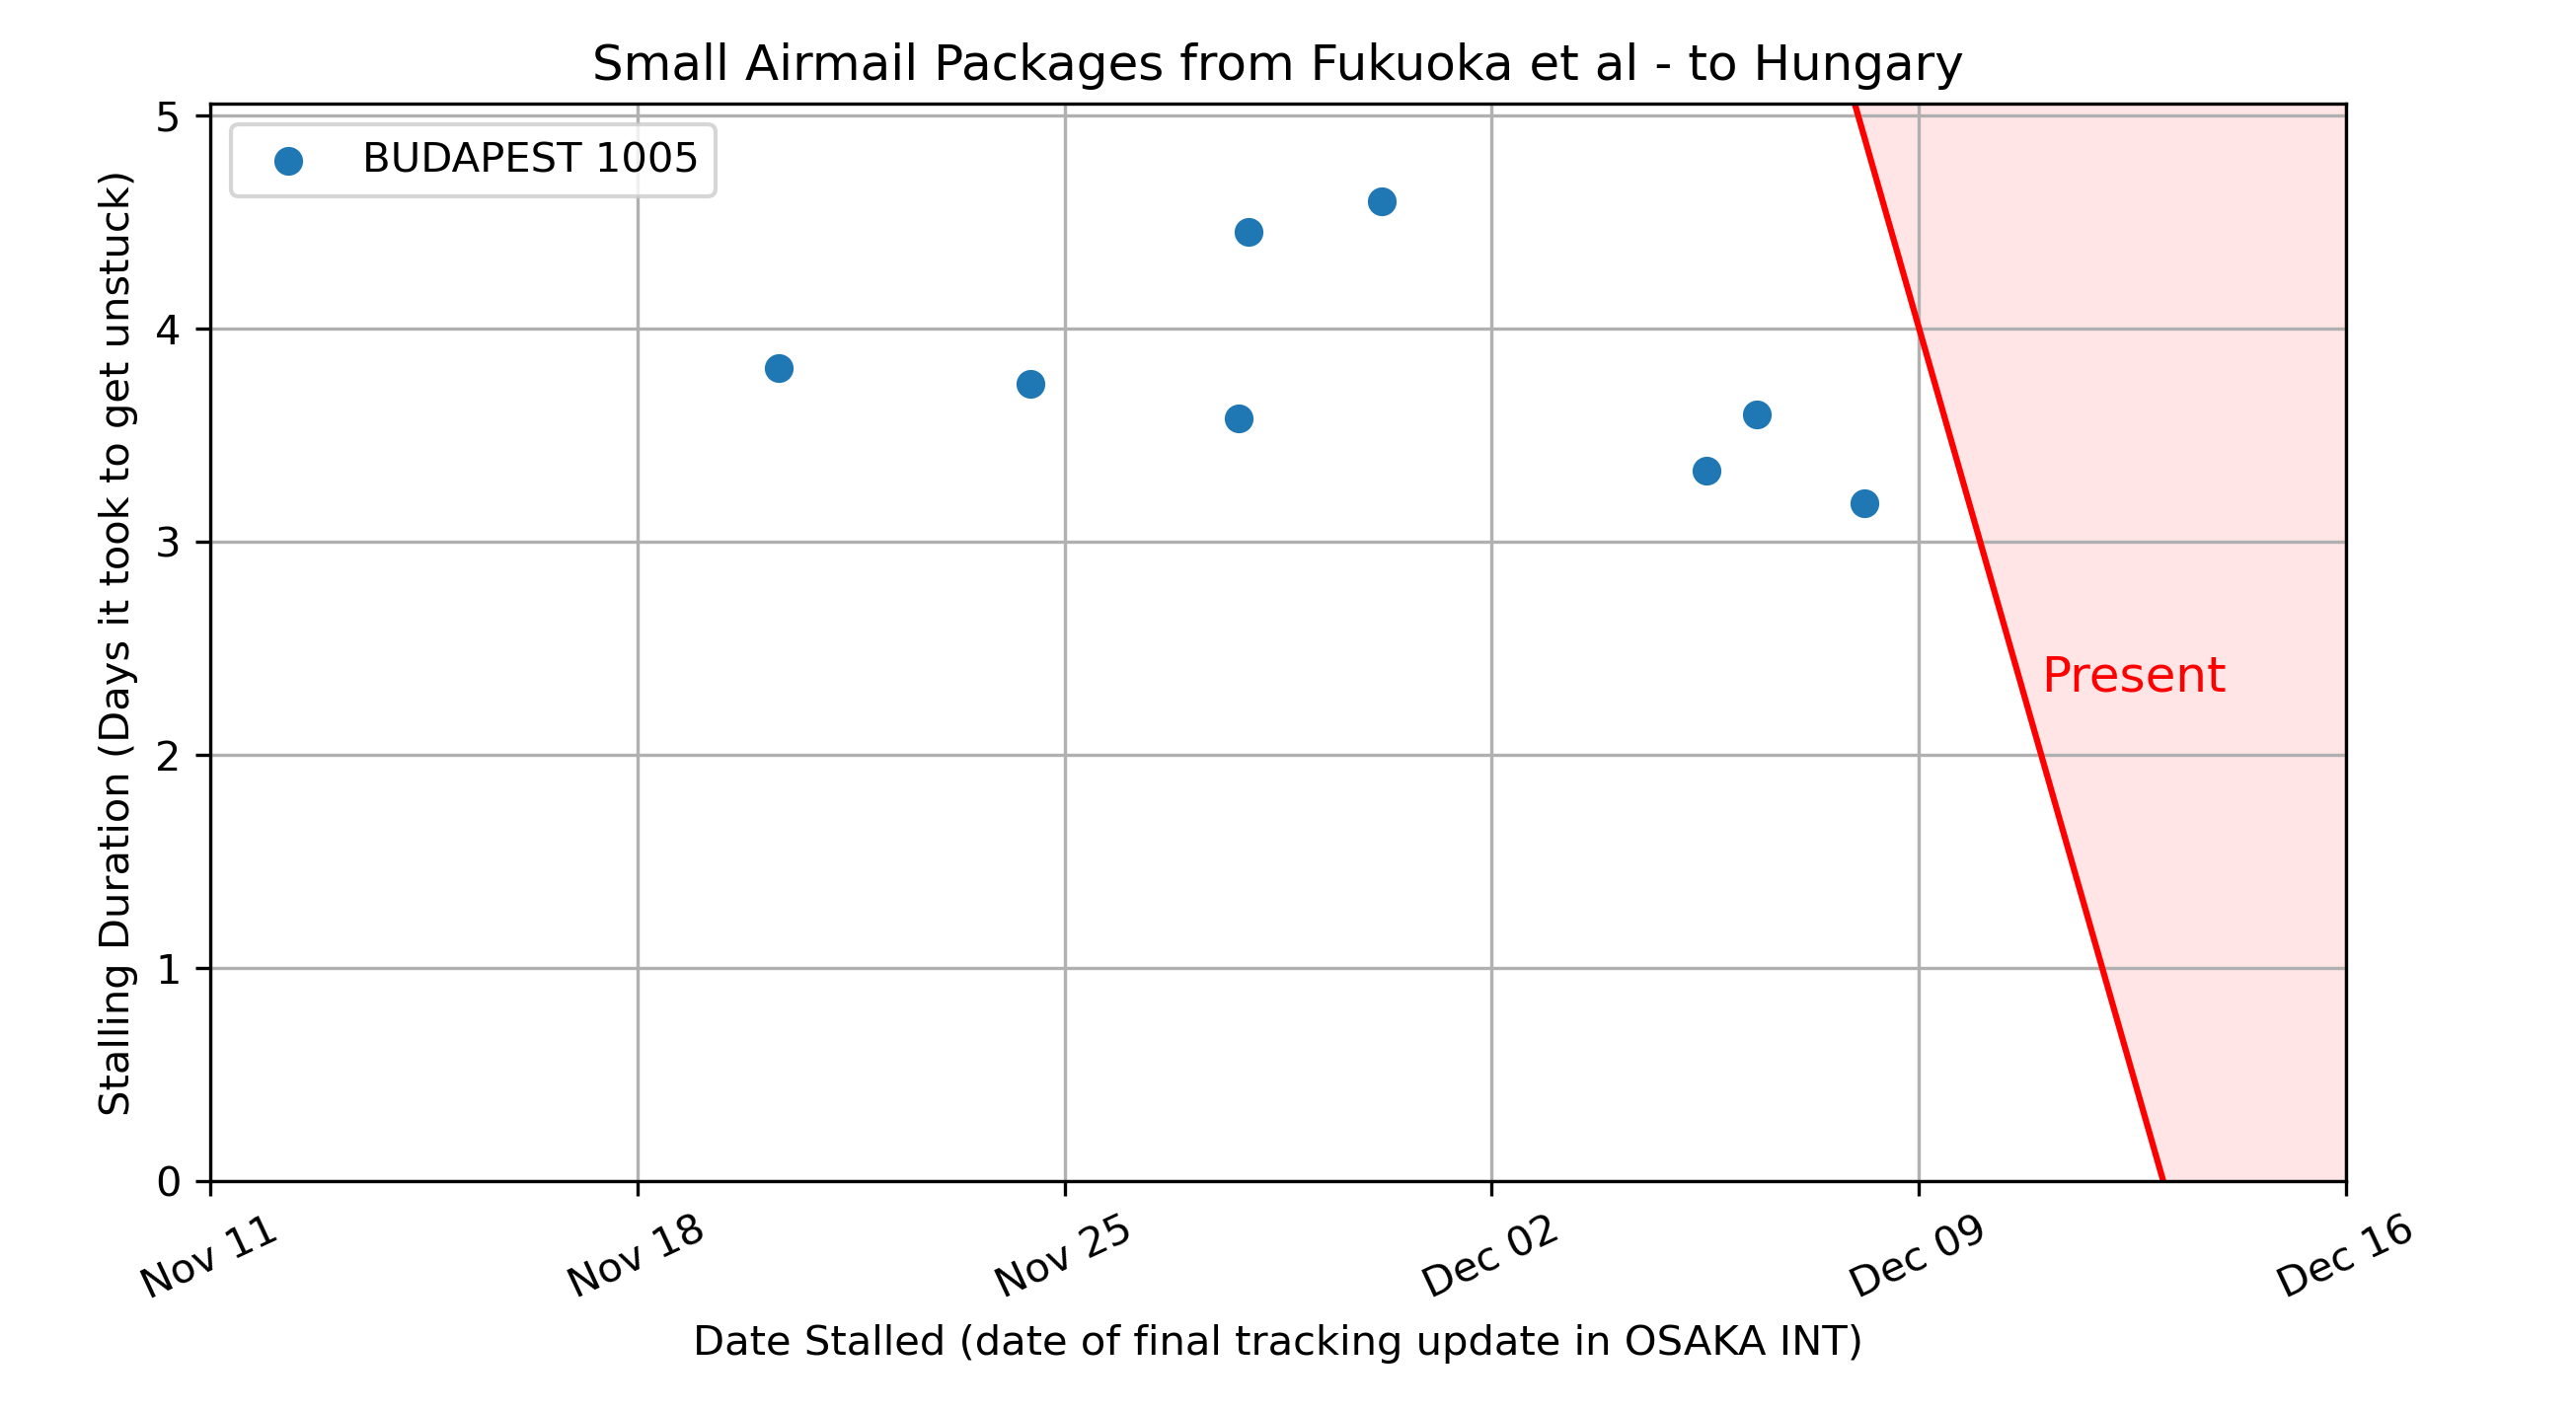 Small Airmail Packages from Fukuoka et al - to Hungary
BUDAPEST 1005
Stalling Duration (Days it took to get unstuck)
5
4
3
2
1
0
Present
Nov 11
Nov 18
Nov 25
Dec 02
Dec 09
Dec 16
Date Stalled (date of final tracking update in OSAKA INT)